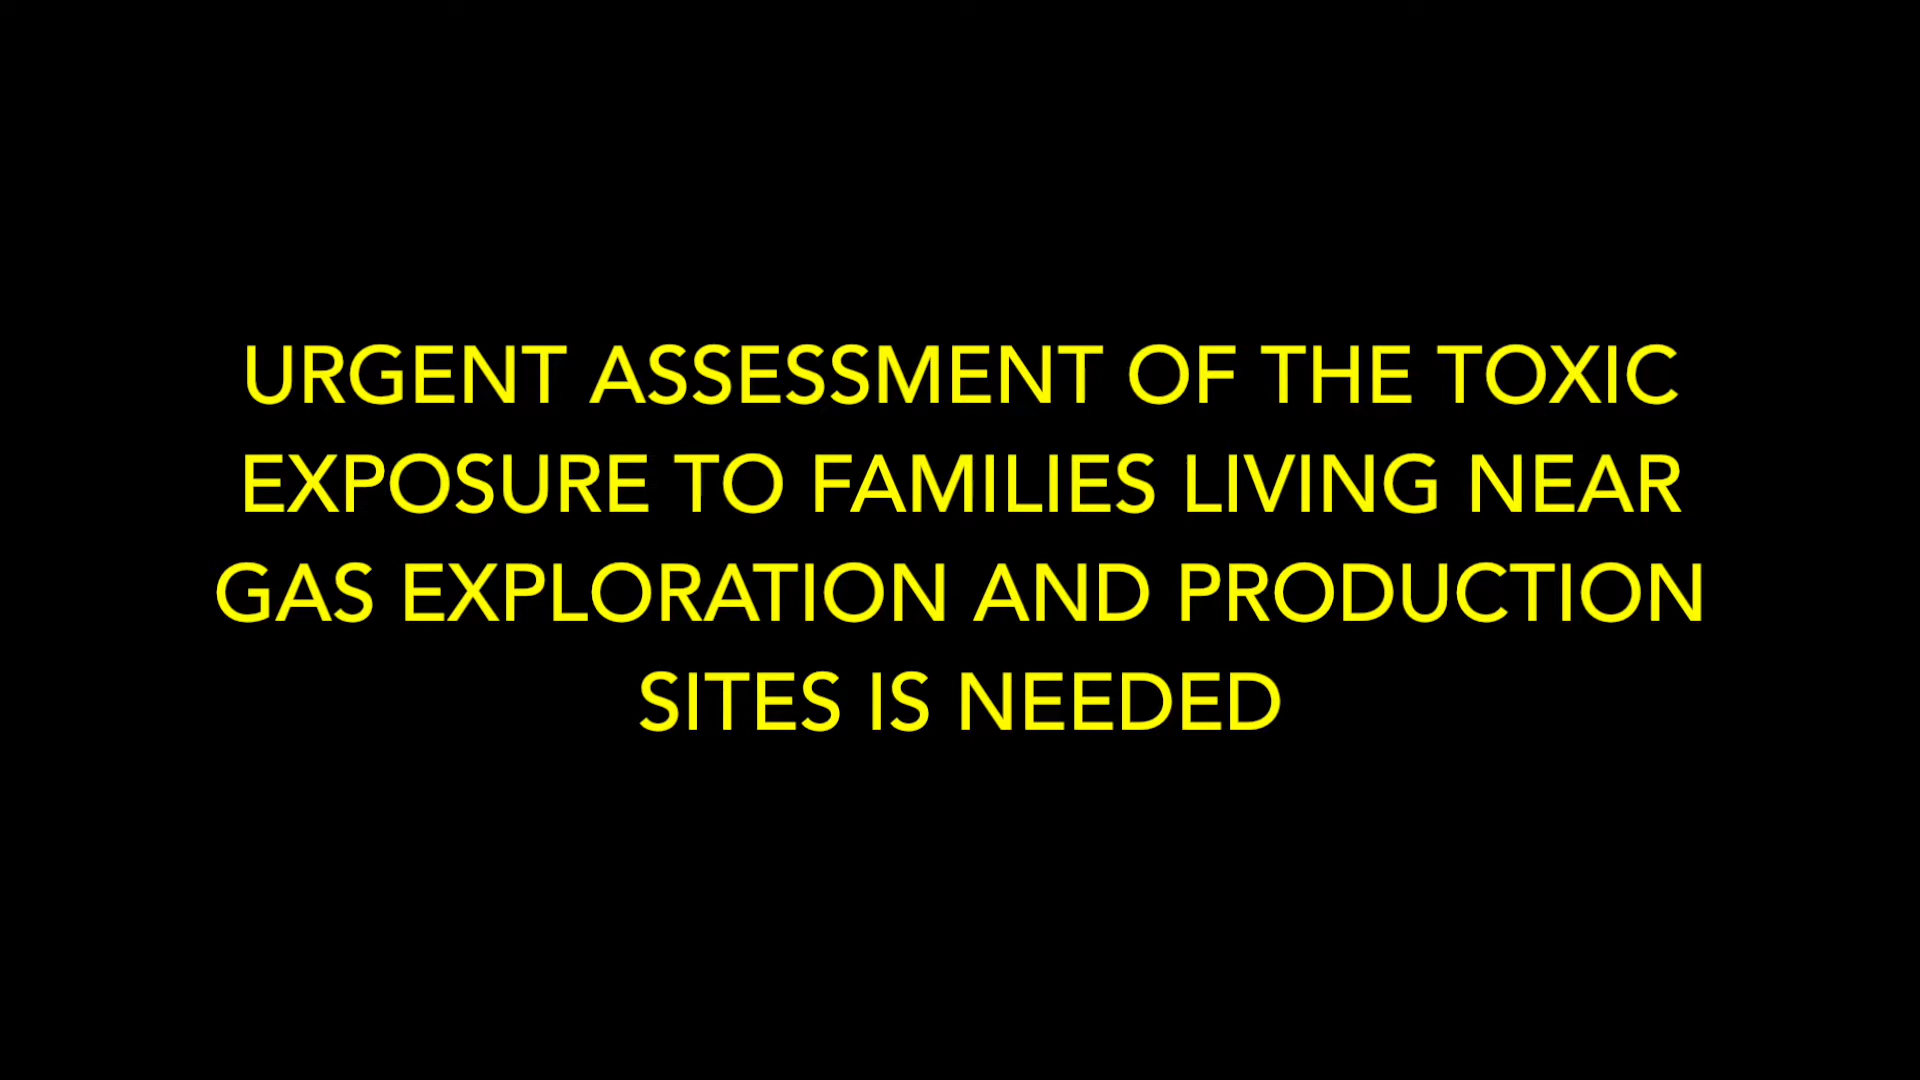 URGENT ASSESSMENT OF THE TOXIC
EXPOSURE TO FAMILIES LIVING NEAR
GAS EXPLORATION AND PRODUCTION
SITES IS NEEDED